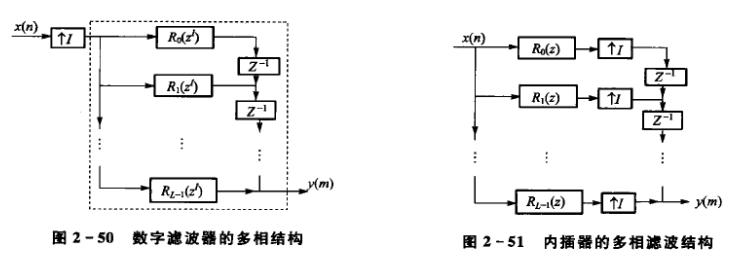 x(n)
↑I
R₀(zᴵ)
Z⁻¹
R₁(zᴵ)
Z⁻¹
⋮ ⋮ ⋮
R_{L-1}(zᴵ)
y(m)
图 2-50 数字滤波器的多相结构
x(n)
R₀(z) ↑I
Z⁻¹
R₁(z) ↑I
Z⁻¹
⋮ ⋮ ⋮
R_{L-1}(z) ↑I
y(m)
图 2-51 内插器的多相滤波结构